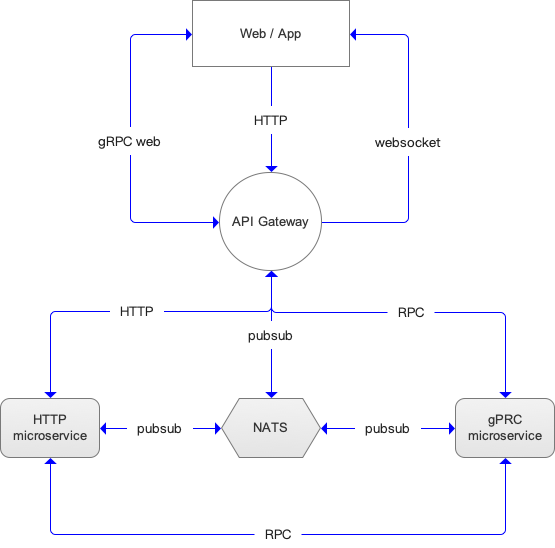 Web / App
HTTP
gRPC web
websocket
API Gateway
HTTP
RPC
pubsub
HTTP
microservice
pubsub
NATS
pubsub
gPRC
microservice
RPC